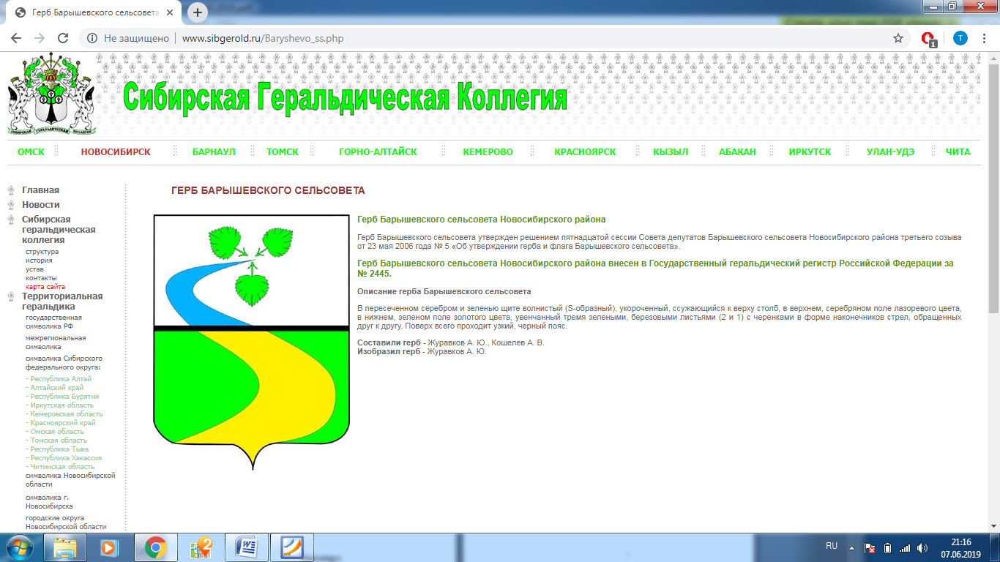 Герб Барышевского сельсовета
Не защищено
www.sibgerold.ru/Baryshevo_ss.php
1
T
СИБИРСКАЯ ГЕРАЛЬДИЧЕСКАЯ КОЛЛЕГИЯ
Сибирская Геральдическая Коллегия
ОМСК НОВОСИБИРСК БАРНАУЛ ТОМСК ГОРНО-АЛТАЙСК КЕМЕРОВО КРАСНОЯРСК КЫЗЫЛ АБАКАН ИРКУТСК УЛАН-УДЭ ЧИТА
Главная
Новости
Сибирская
геральдическая
коллегия
структура
история
устав
контакты
карта сайта
Территориальная
геральдика
государственная
символика РФ
межрегиональная
символика
символика Сибирского
федерального округа:
- Республика Алтай
- Алтайский край
- Республика Бурятия
- Иркутская область
- Кемеровская область
- Красноярский край
- Омская область
- Томская область
- Республика Тыва
- Республика Хакассия
- Читинская область
символика Новосибирской
области
символика г.
Новосибирска
городские округа
Новосибирской области
ГЕРБ БАРЫШЕВСКОГО СЕЛЬСОВЕТА
Герб Барышевского сельсовета Новосибирского района
Герб Барышевского сельсовета утвержден решением пятнадцатой сессии Совета депутатов Барышевского сельсовета Новосибирского района третьего созыва
от 23 мая 2006 года № 5 «Об утверждении герба и флага Барышевского сельсовета».
Герб Барышевского сельсовета Новосибирского района внесен в Государственный геральдический регистр Российской Федерации за
№ 2445.
Описание герба Барышевского сельсовета
В пересеченном серебром и зеленью щите волнистый (S-образный), укороченный, ссужающийся к верху столб, в верхнем, серебряном поле лазоревого цвета,
в нижнем, зеленом поле золотого цвета, увенчанный тремя зелеными, березовыми листьями (2 и 1) с черенками в форме наконечников стрел, обращенных
друг к другу. Поверх всего проходит узкий, черный пояс.
Составили герб - Журавков А. Ю., Кошелев А. В.
Изобразил герб - Журавков А. Ю.
2
RU
21:16
07.06.2019